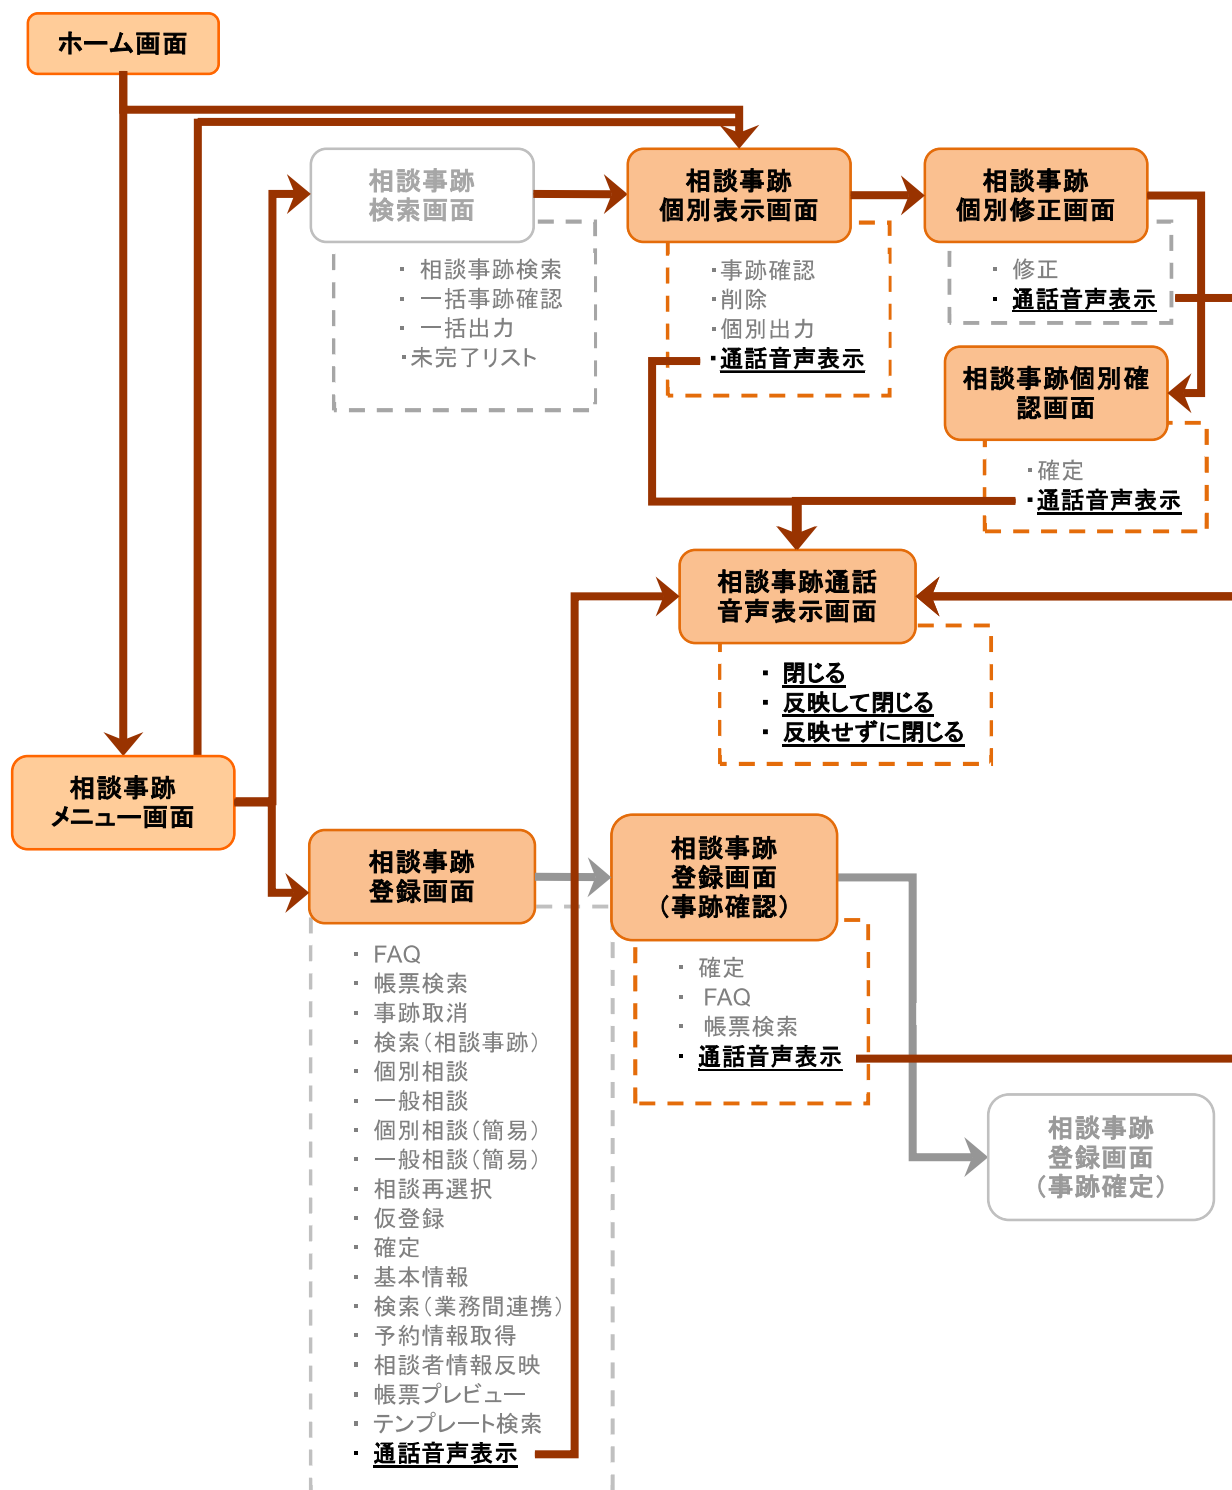 ホーム画面
相談事跡
検索画面
・ 相談事跡検索
・ 一括事跡確認
・ 一括出力
・未完了リスト
相談事跡
個別表示画面
・事跡確認
・削除
・個別出力
・通話音声表示
相談事跡
個別修正画面
・ 修正
・ 通話音声表示
相談事跡個別確
認画面
・確定
・通話音声表示
相談事跡通話
音声表示画面
・ 閉じる
・ 反映して閉じる
・ 反映せずに閉じる
相談事跡
メニュー画面
相談事跡
登録画面
・ FAQ
・ 帳票検索
・ 事跡取消
・ 検索（相談事跡）
・ 個別相談
・ 一般相談
・ 個別相談（簡易）
・ 一般相談（簡易）
・ 相談再選択
・ 仮登録
・ 確定
・ 基本情報
・ 検索（業務間連携）
・ 予約情報取得
・ 相談者情報反映
・ 帳票プレビュー
・ テンプレート検索
・ 通話音声表示
相談事跡
登録画面
（事跡確認）
・ 確定
・ FAQ
・ 帳票検索
・ 通話音声表示
相談事跡
登録画面
（事跡確定）